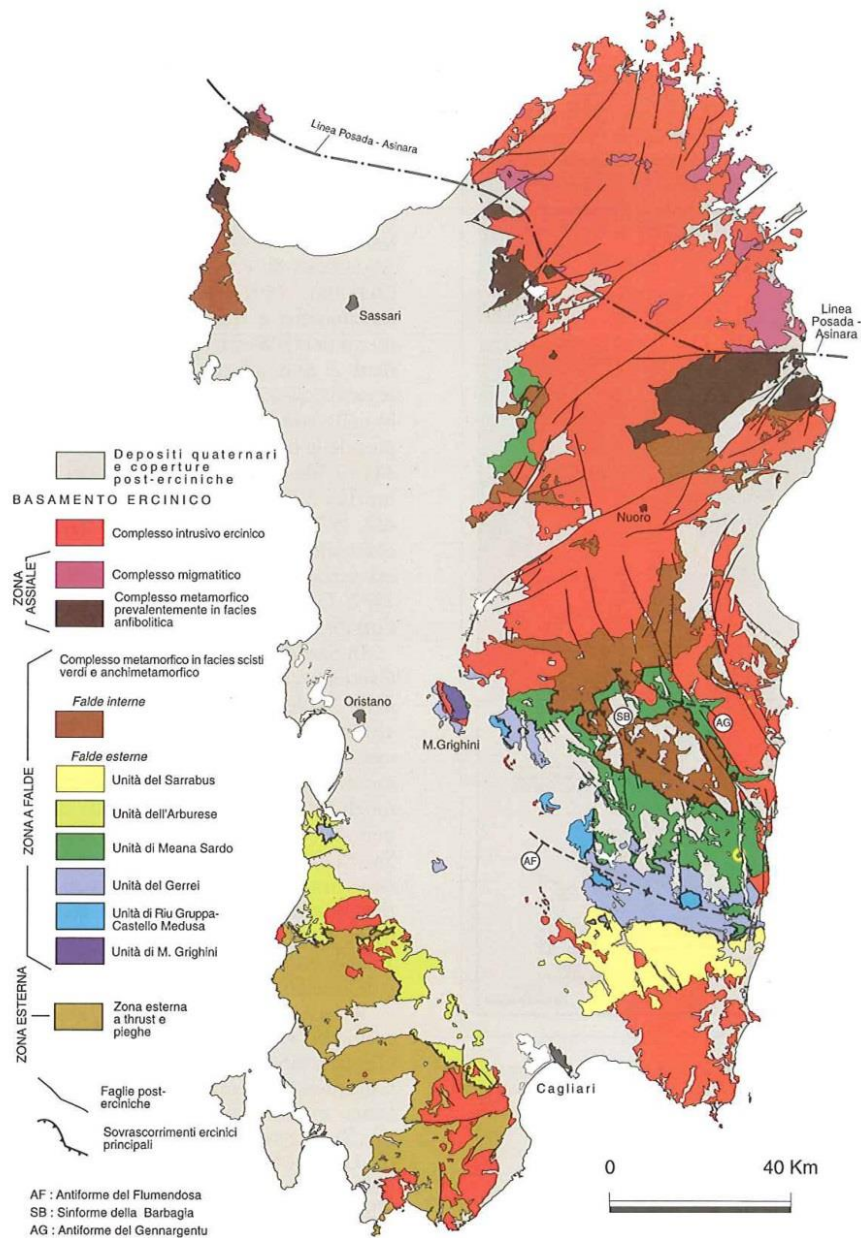 Linea Posada - Asinara
Sassari
Linea
Posada -
Asinara
Nuoro
Oristano
M.Grighini
SB
AG
AF
Cagliari
Depositi quaternari
e coperture
post-erciniche
BASAMENTO ERCINICO
ZONA
ASSIALE
Complesso intrusivo ercinico
Complesso migmatitico
Complesso metamorfico
prevalentemente in facies
anfibolitica
ZONA A FALDE
Complesso metamorfico in facies scisti
verdi e anchimetamorfico
Falde interne
Falde esterne
Unità del Sarrabus
Unità dell'Arburese
Unità di Meana Sardo
Unità del Gerrei
Unità di Riu Gruppa-
Castello Medusa
Unità di M. Grighini
ZONA ESTERNA
Zona esterna
a thrust e
pieghe
Faglie post-
erciniche
Sovrascorrimenti ercinici
principali
AF : Antiforme del Flumendosa
SB : Sinforme della Barbagia
AG : Antiforme del Gennargentu
0 40 Km